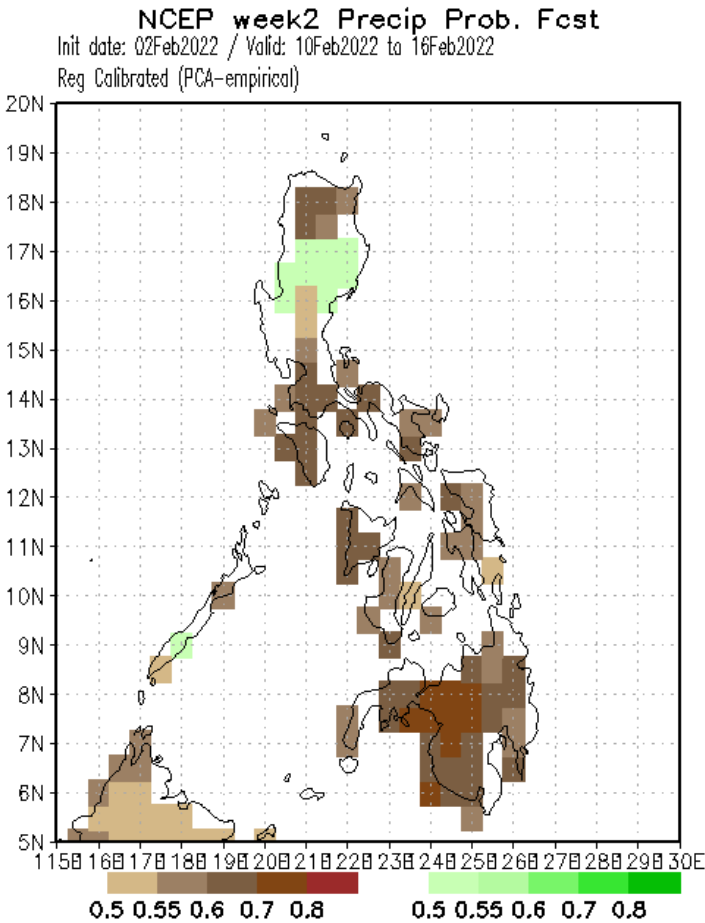 NCEP week2 Precip Prob. Fcst
Init date: 02Feb2022 / Valid: 10Feb2022 to 16Feb2022
Reg Calibrated (PCA-empirical)
20N
19N
18N
17N
16N
15N
14N
13N
12N
11N
10N
9N
8N
7N
6N
5N
115E 116E 117E 118E 119E 120E 121E 122E 123E 124E 125E 126E 127E 128E 129E 130E
0.5 0.55 0.6 0.7 0.8 0.5 0.55 0.6 0.7 0.8